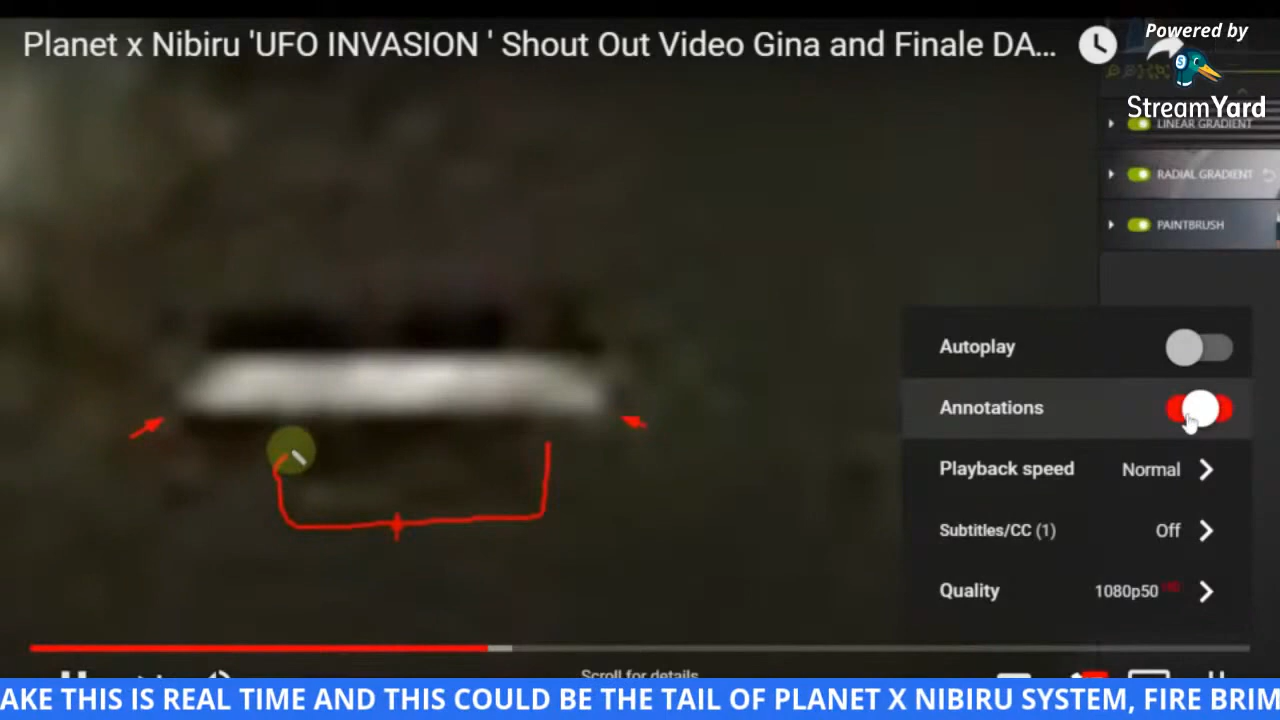 Planet x Nibiru 'UFO INVASION ' Shout Out Video Gina and Finale DA...
Powered by
StreamYard
LINEAR GRADIENT
RADIAL GRADIENT
PAINTBRUSH
Autoplay
Annotations
Playback speed Normal
Subtitles/CC (1) Off
Quality 1080p50
Scroll for details
AKE THIS IS REAL TIME AND THIS COULD BE THE TAIL OF PLANET X NIBIRU SYSTEM, FIRE BRIM